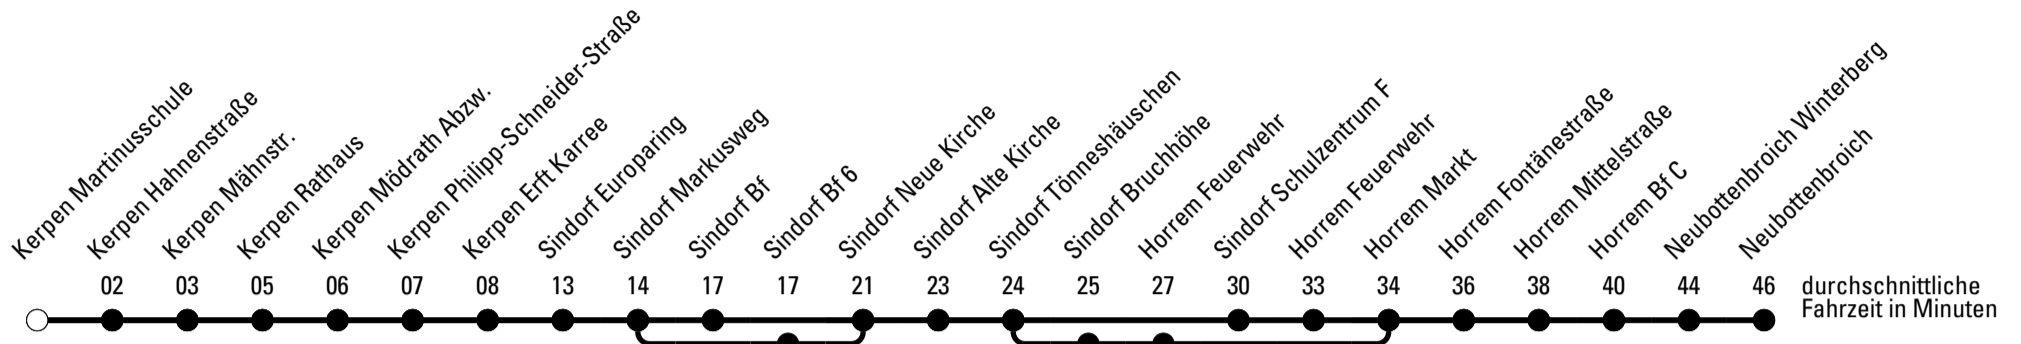 Kerpen Martinusschule
Kerpen Hahnenstraße
Kerpen Mähnstr.
Kerpen Rathaus
Kerpen Mödrath Abzw.
Kerpen Philipp-Schneider-Straße
Kerpen Erft Karree
Sindorf Europaring
Sindorf Markusweg
Sindorf Bf
Sindorf Bf 6
Sindorf Neue Kirche
Sindorf Alte Kirche
Sindorf Tönneshäuschen
Sindorf Bruchhöhe
Horrem Feuerwehr
Sindorf Schulzentrum F
Horrem Feuerwehr
Horrem Markt
Horrem Fontänestraße
Horrem Mittelstraße
Horrem Bf C
Neubottenbroich Winterberg
Neubottenbroich
02 03 05 06 07 08 13 14 17 17 21 23 24 25 27 30 33 34 36 38 40 44 46 durchschnittliche
Fahrzeit in Minuten